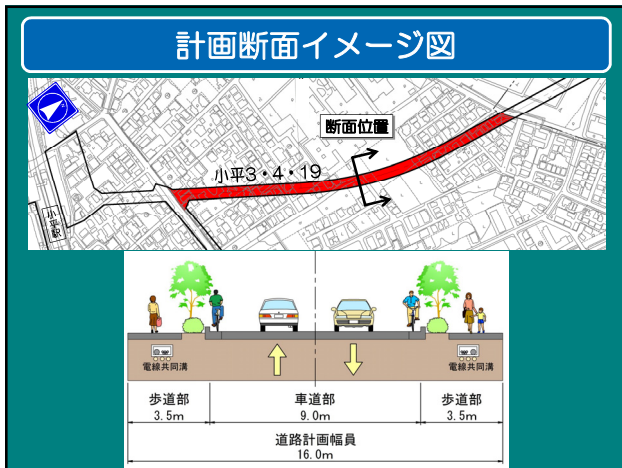 計画断面イメージ図
断面位置
小平3・4・19
小平駅
電線共同溝
電線共同溝
歩道部
3.5m
車道部
9.0m
歩道部
3.5m
道路計画幅員
16.0m